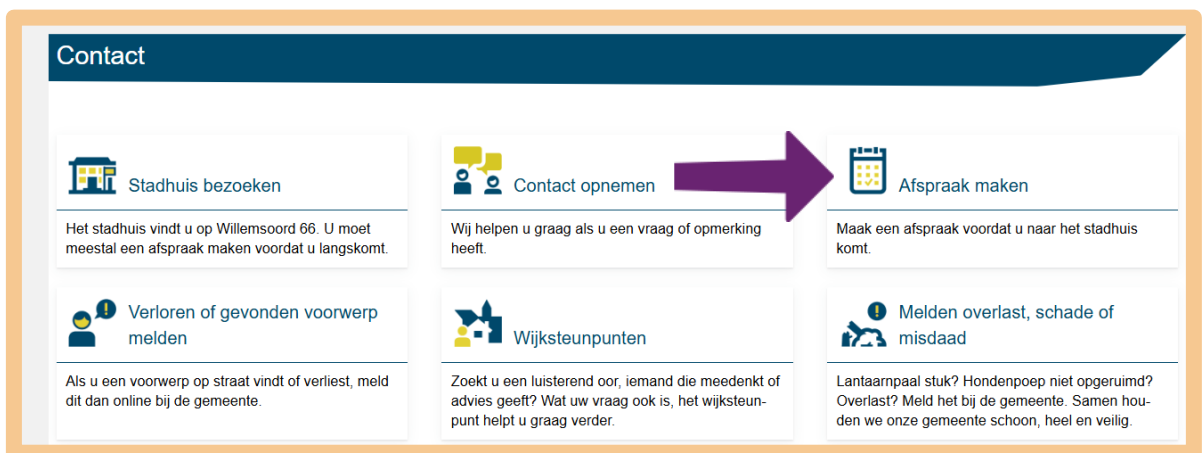 Contact
Stadhuis bezoeken
Het stadhuis vindt u op Willemsoord 66. U moet
meestal een afspraak maken voordat u langskomt.
Contact opnemen
Wij helpen u graag als u een vraag of opmerking
heeft.
Afspraak maken
Maak een afspraak voordat u naar het stadhuis
komt.
Verloren of gevonden voorwerp
melden
Als u een voorwerp op straat vindt of verliest, meld
dit dan online bij de gemeente.
Wijksteunpunten
Zoekt u een luisterend oor, iemand die meedenkt of
advies geeft? Wat uw vraag ook is, het wijksteun-
punt helpt u graag verder.
Melden overlast, schade of
misdaad
Lantaarnpaal stuk? Hondenpoep niet opgeruimd?
Overlast? Meld het bij de gemeente. Samen hou-
den we onze gemeente schoon, heel en veilig.